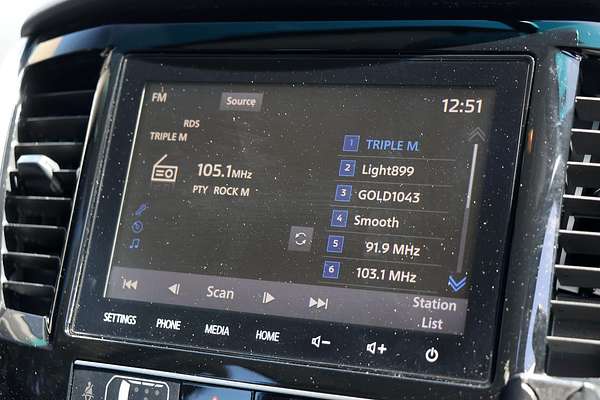 FM
Source
12:51
RDS
TRIPLE M
105.1MHz
PTY ROCK M
1 TRIPLE M
2 Light899
3 GOLD1043
4 Smooth
5 91.9 MHz
6 103.1 MHz
Scan
Station
List
SETTINGS
PHONE
MEDIA
HOME